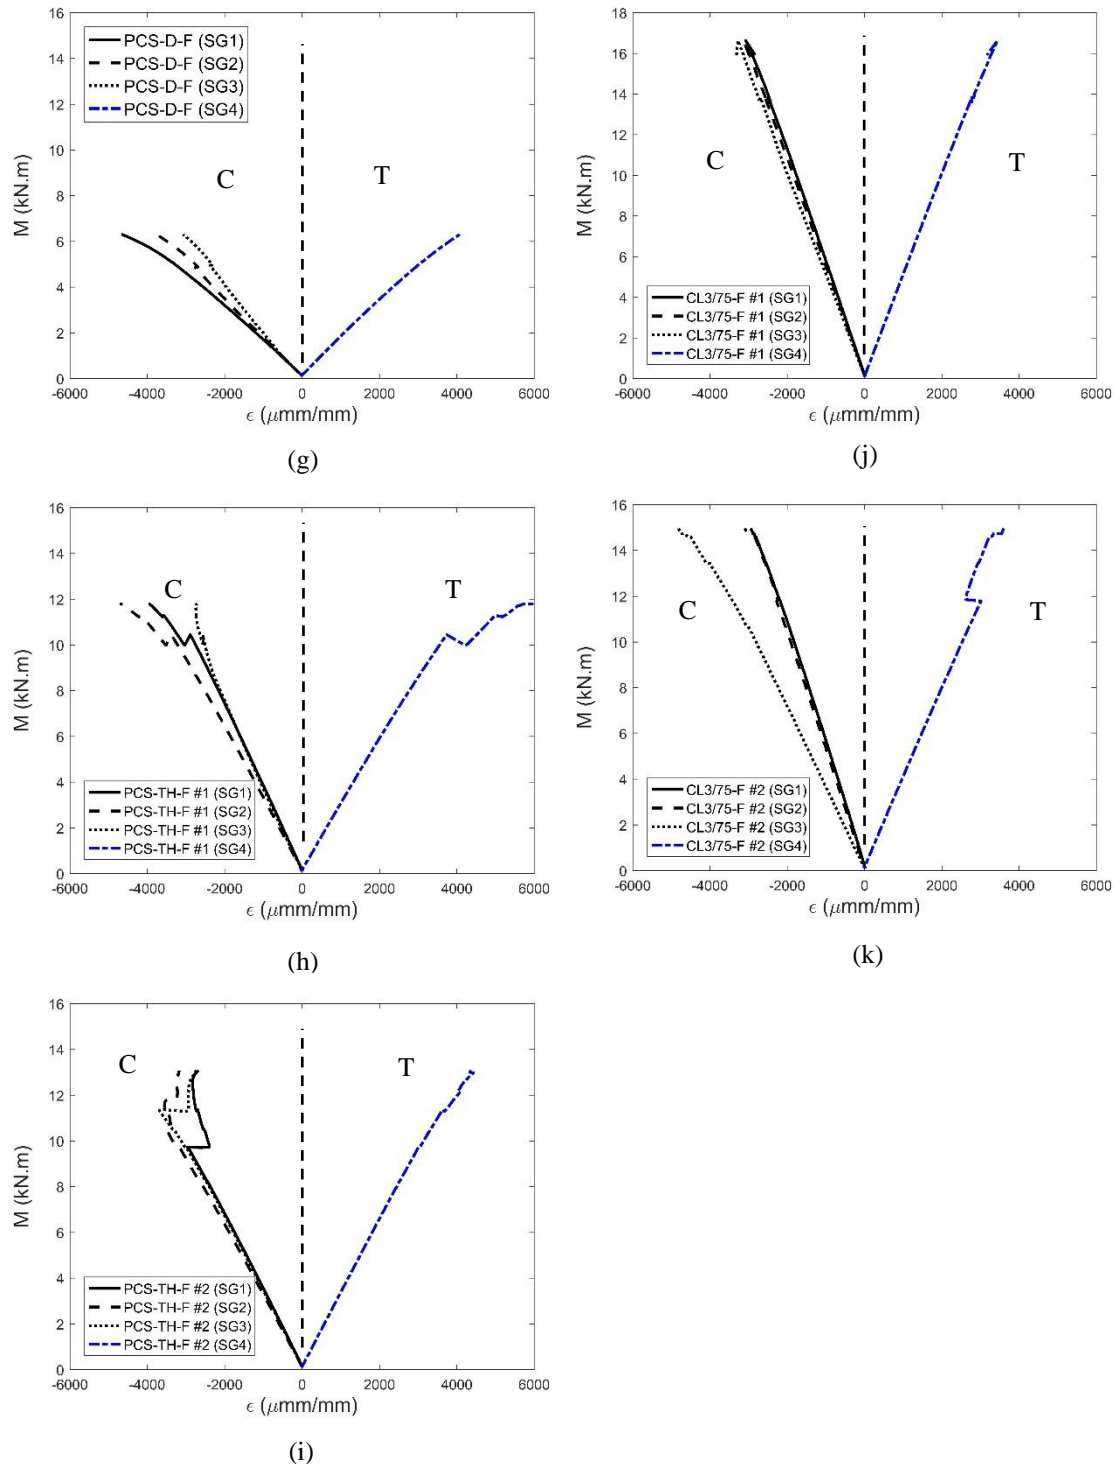 16
14
12
10
8
6
4
2
0
M (kN.m)
PCS-D-F (SG1)
PCS-D-F (SG2)
PCS-D-F (SG3)
PCS-D-F (SG4)
C
T
-6000 -4000 -2000 0 2000 4000 6000
ϵ (μmm/mm)
(g)
18
16
14
12
10
8
6
4
2
0
M (kN.m)
C
T
CL3/75-F #1 (SG1)
CL3/75-F #1 (SG2)
CL3/75-F #1 (SG3)
CL3/75-F #1 (SG4)
-6000 -4000 -2000 0 2000 4000 6000
ϵ (μmm/mm)
(j)
16
14
12
10
8
6
4
2
0
M (kN.m)
C
T
PCS-TH-F #1 (SG1)
PCS-TH-F #1 (SG2)
PCS-TH-F #1 (SG3)
PCS-TH-F #1 (SG4)
-6000 -4000 -2000 0 2000 4000 6000
ϵ (μmm/mm)
(h)
16
14
12
10
8
6
4
2
0
M (kN.m)
C
T
CL3/75-F #2 (SG1)
CL3/75-F #2 (SG2)
CL3/75-F #2 (SG3)
CL3/75-F #2 (SG4)
-6000 -4000 -2000 0 2000 4000 6000
ϵ (μmm/mm)
(k)
16
14
12
10
8
6
4
2
0
M (kN.m)
C
T
PCS-TH-F #2 (SG1)
PCS-TH-F #2 (SG2)
PCS-TH-F #2 (SG3)
PCS-TH-F #2 (SG4)
-6000 -4000 -2000 0 2000 4000 6000
ϵ (μmm/mm)
(i)